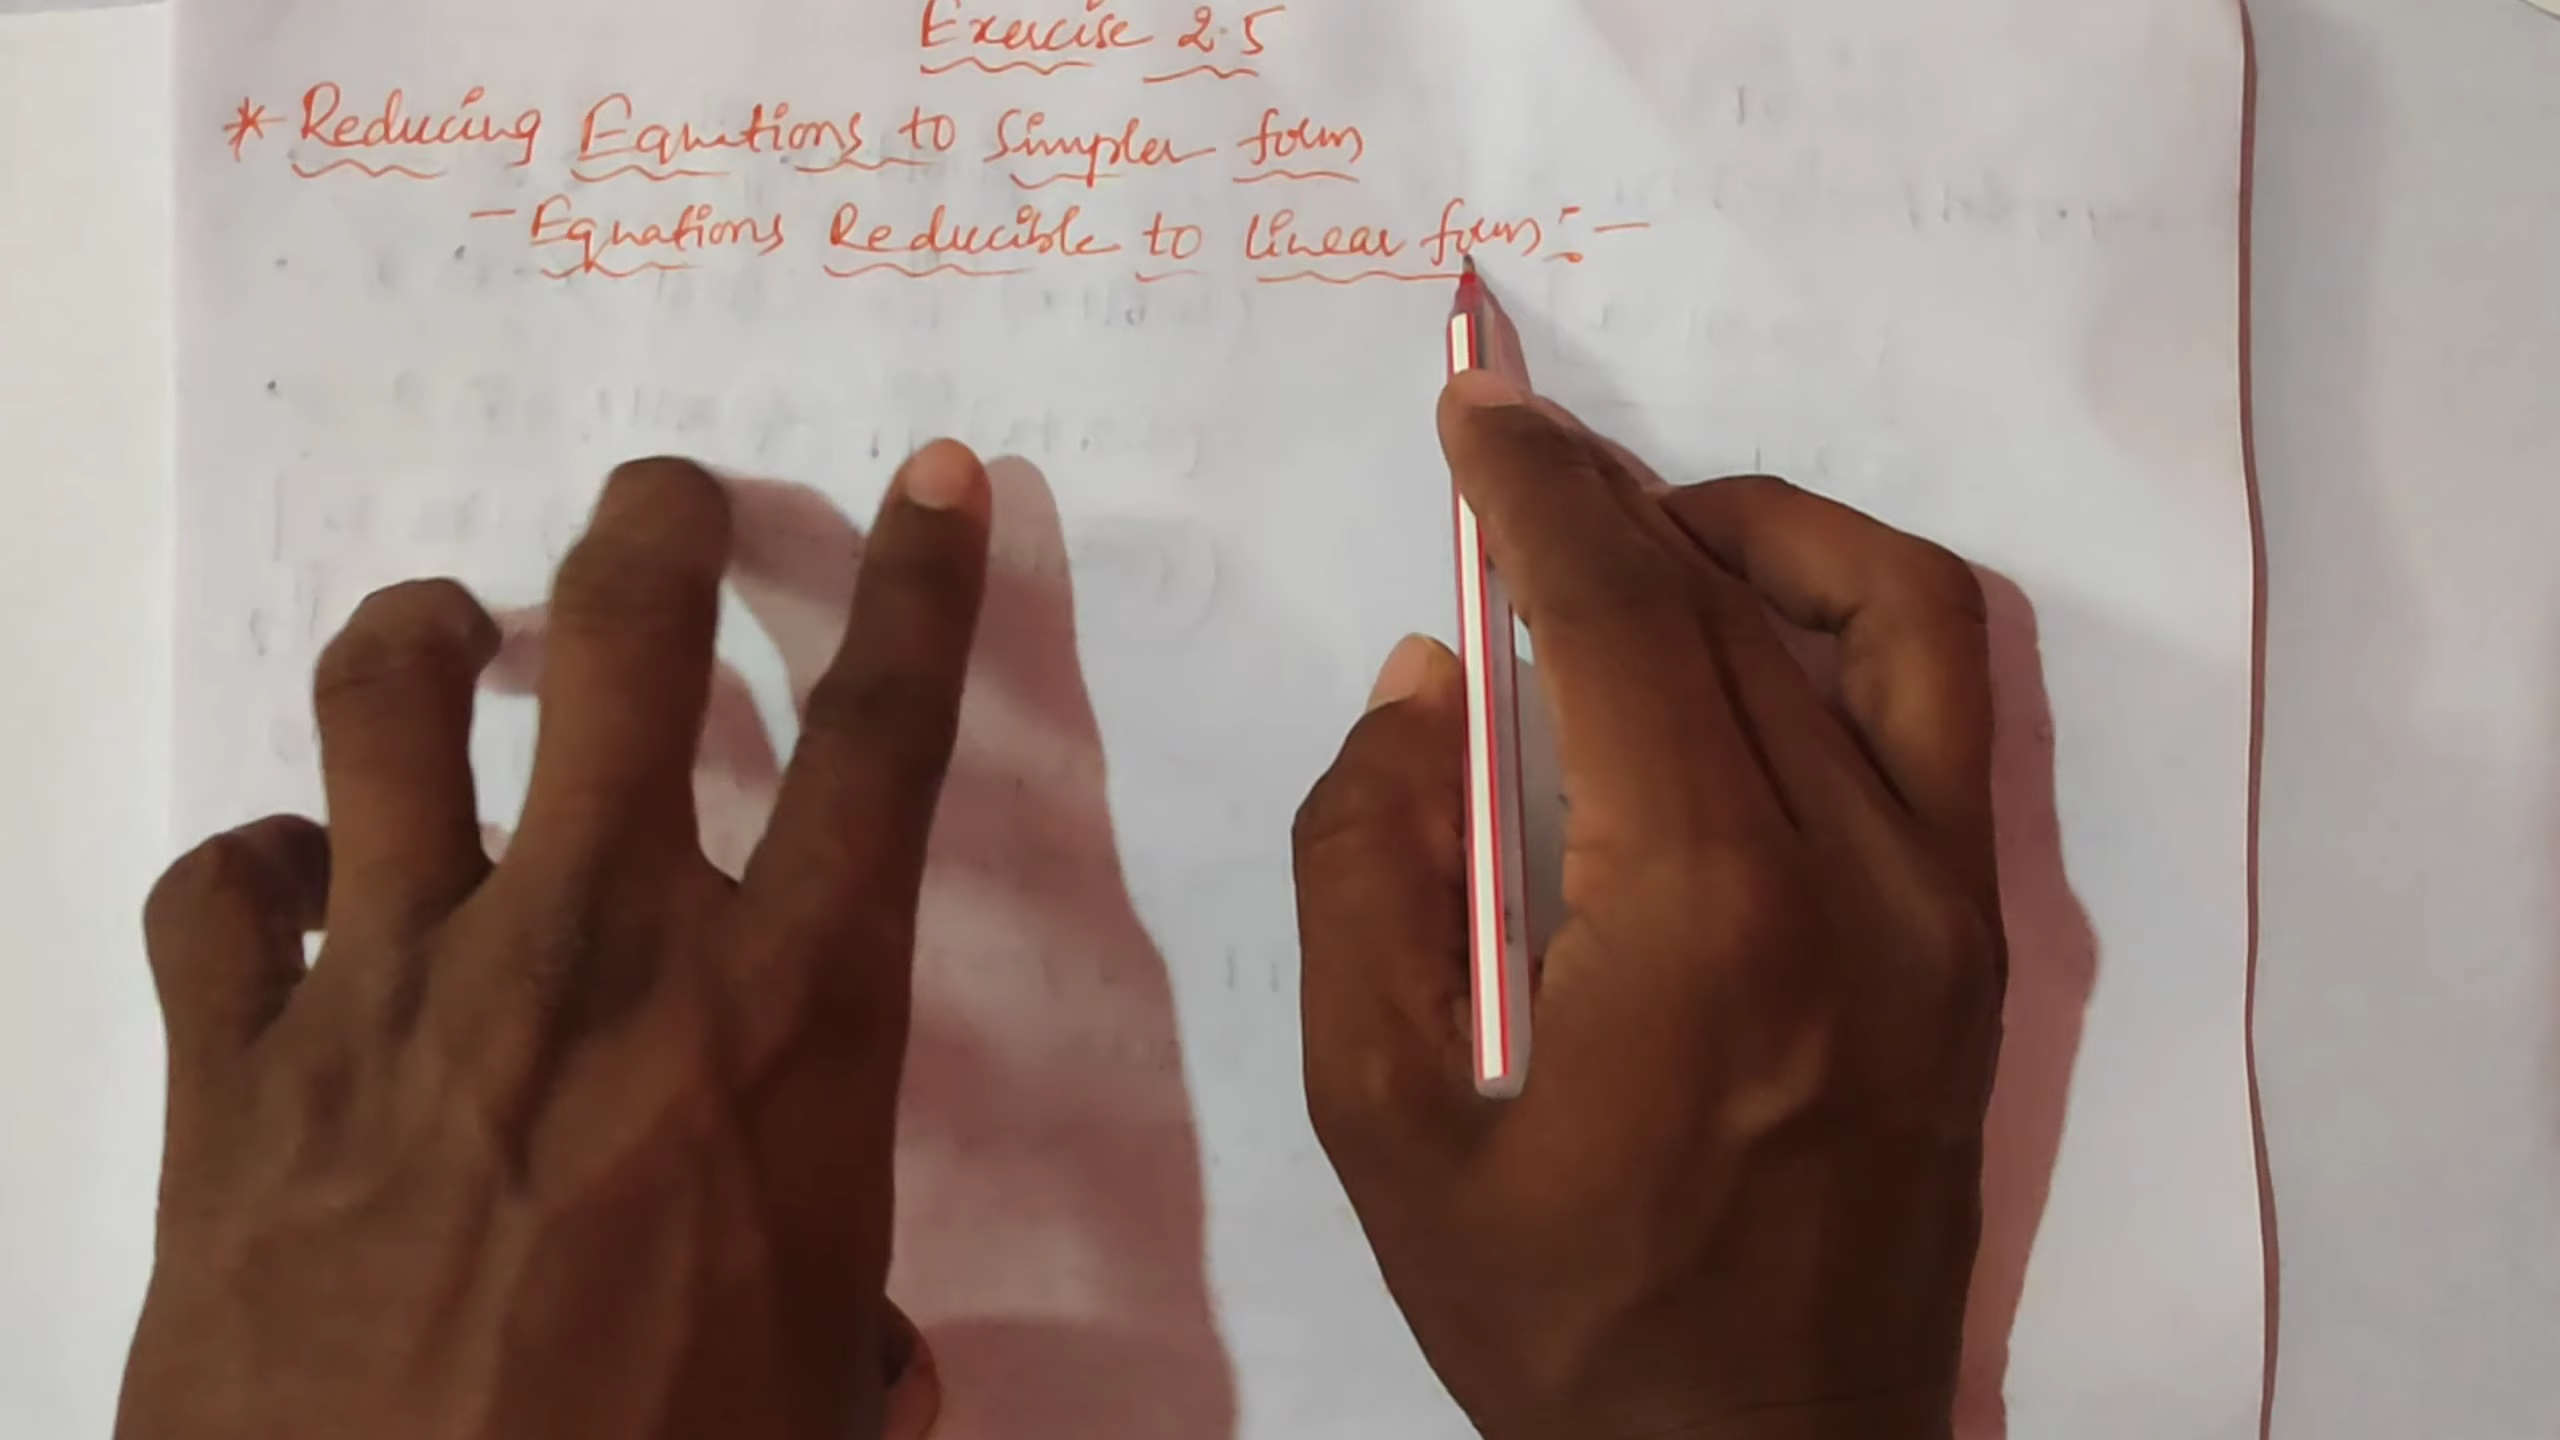 Exercise 2.5
* Reducing Equations to Simpler form
- Equations Reducible to linear form :-